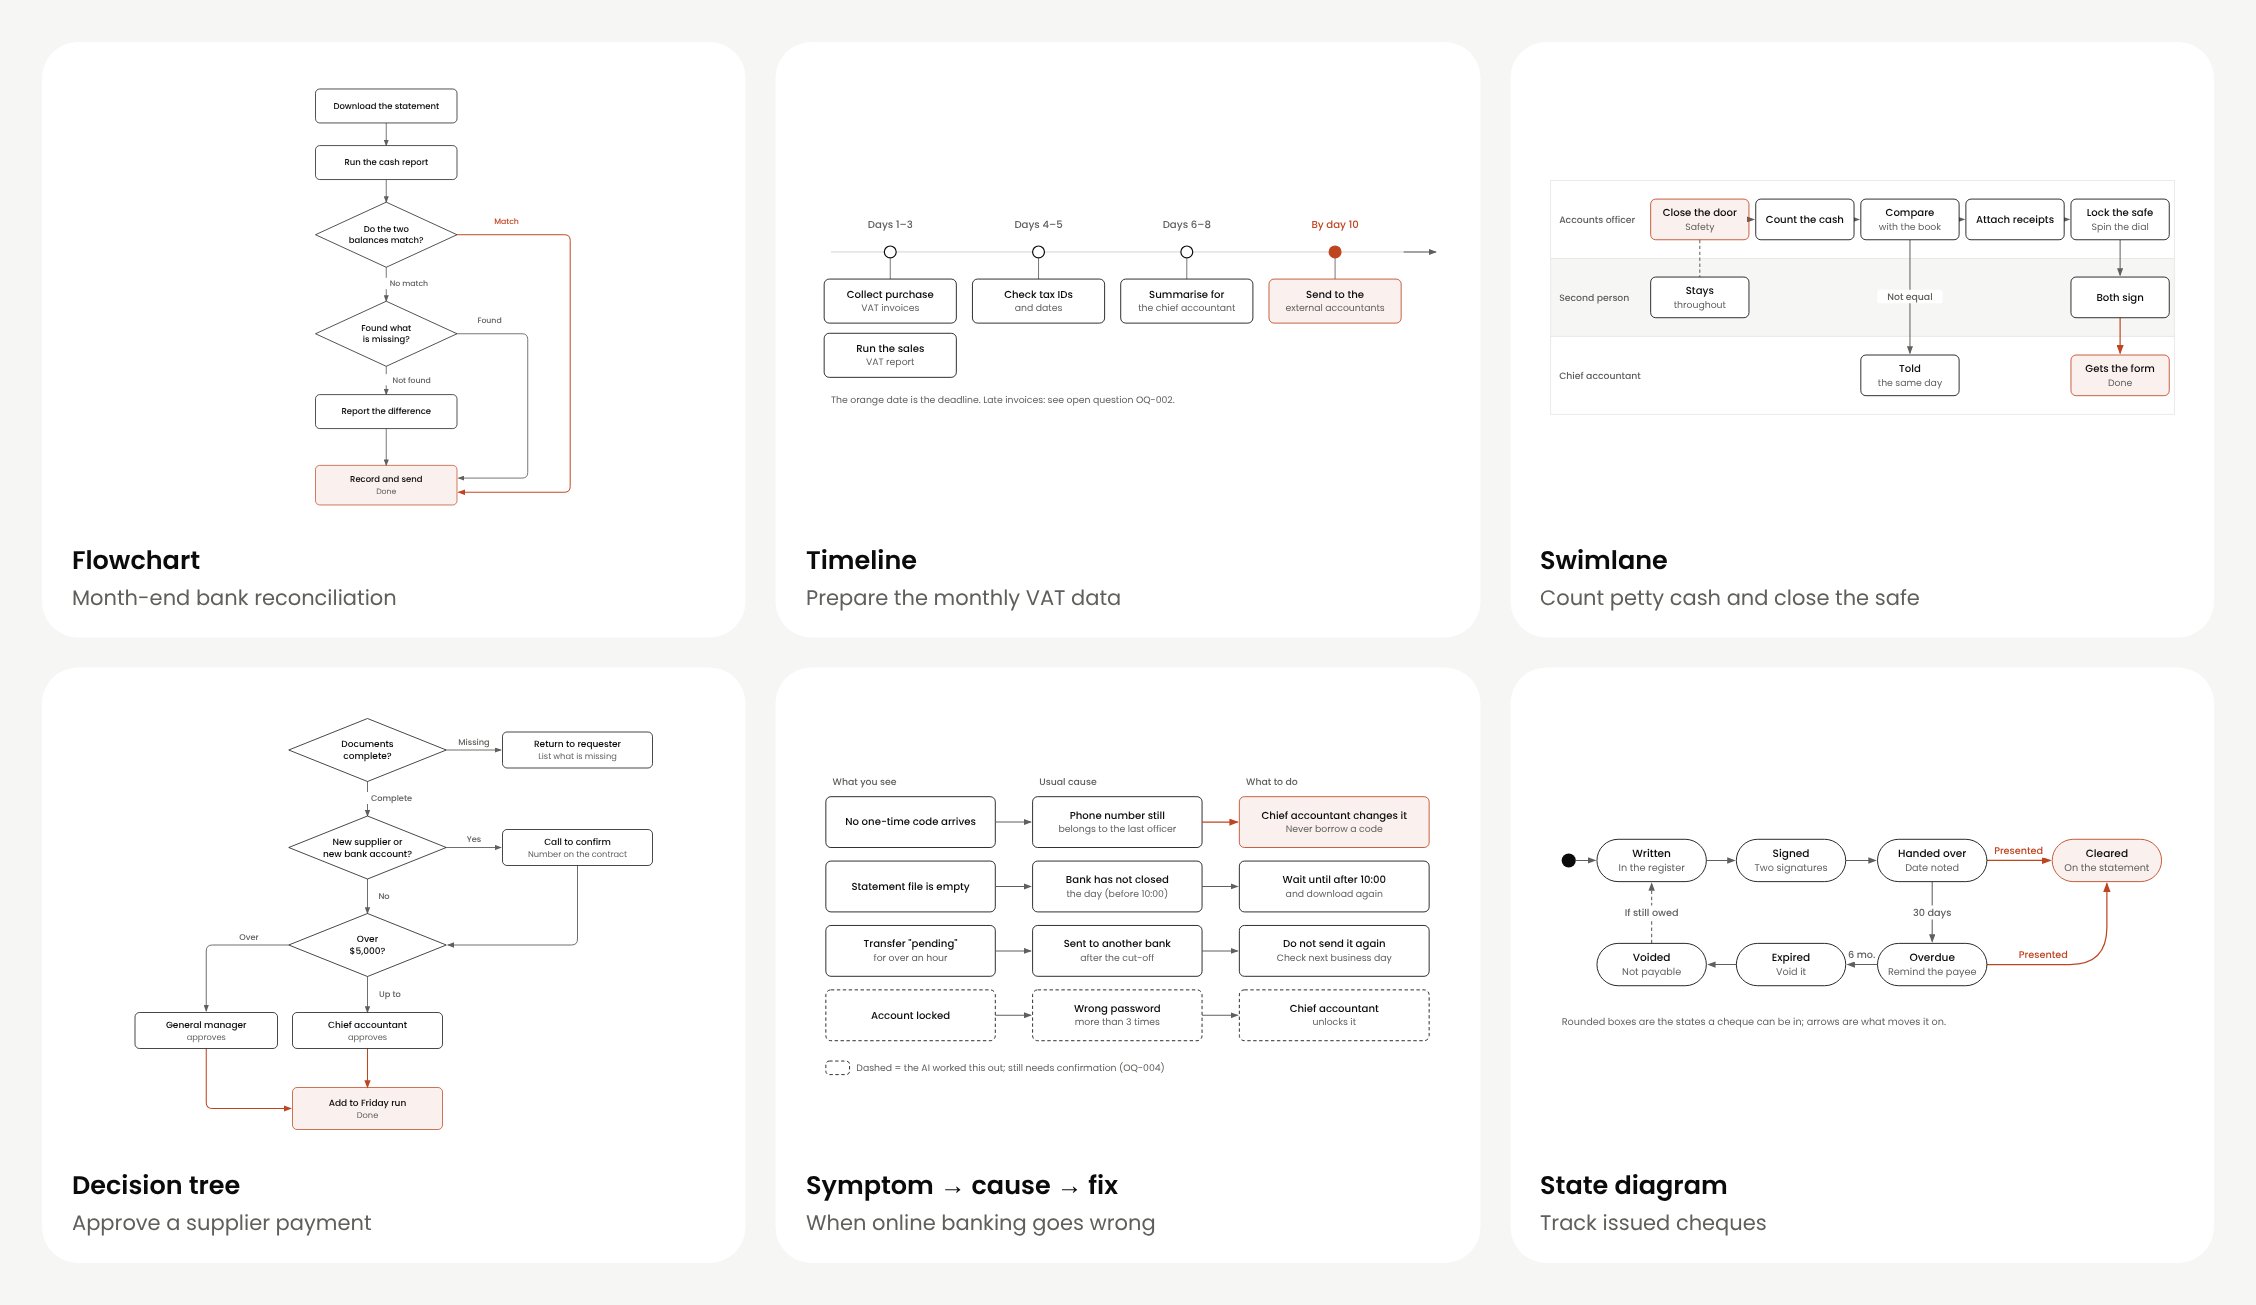 Download the statement
Run the cash report
Do the two
balances match?
Match
No match
Found what
is missing?
Found
Not found
Report the difference
Record and send
Done
Flowchart
Month-end bank reconciliation
Days 1–3
Days 4–5
Days 6–8
By day 10
Collect purchase
VAT invoices
Check tax IDs
and dates
Summarise for
the chief accountant
Send to the
external accountants
Run the sales
VAT report
The orange date is the deadline. Late invoices: see open question OQ-002.
Timeline
Prepare the monthly VAT data
Accounts officer
Close the door
Safety
Count the cash
Compare
with the book
Attach receipts
Lock the safe
Spin the dial
Second person
Stays
throughout
Not equal
Both sign
Chief accountant
Told
the same day
Gets the form
Done
Swimlane
Count petty cash and close the safe
Documents
complete?
Missing
Return to requester
List what is missing
Complete
New supplier or
new bank account?
Yes
Call to confirm
Number on the contract
No
Over
$5,000?
Over
Up to
General manager
approves
Chief accountant
approves
Add to Friday run
Done
Decision tree
Approve a supplier payment
What you see
Usual cause
What to do
No one-time code arrives
Phone number still
belongs to the last officer
Chief accountant changes it
Never borrow a code
Statement file is empty
Bank has not closed
the day (before 10:00)
Wait until after 10:00
and download again
Transfer "pending"
for over an hour
Sent to another bank
after the cut-off
Do not send it again
Check next business day
Account locked
Wrong password
more than 3 times
Chief accountant
unlocks it
Dashed = the AI worked this out; still needs confirmation (OQ-004)
Symptom → cause → fix
When online banking goes wrong
Written
In the register
Signed
Two signatures
Handed over
Date noted
Presented
Cleared
On the statement
If still owed
30 days
Voided
Not payable
Expired
Void it
6 mo.
Overdue
Remind the payee
Presented
Rounded boxes are the states a cheque can be in; arrows are what moves it on.
State diagram
Track issued cheques